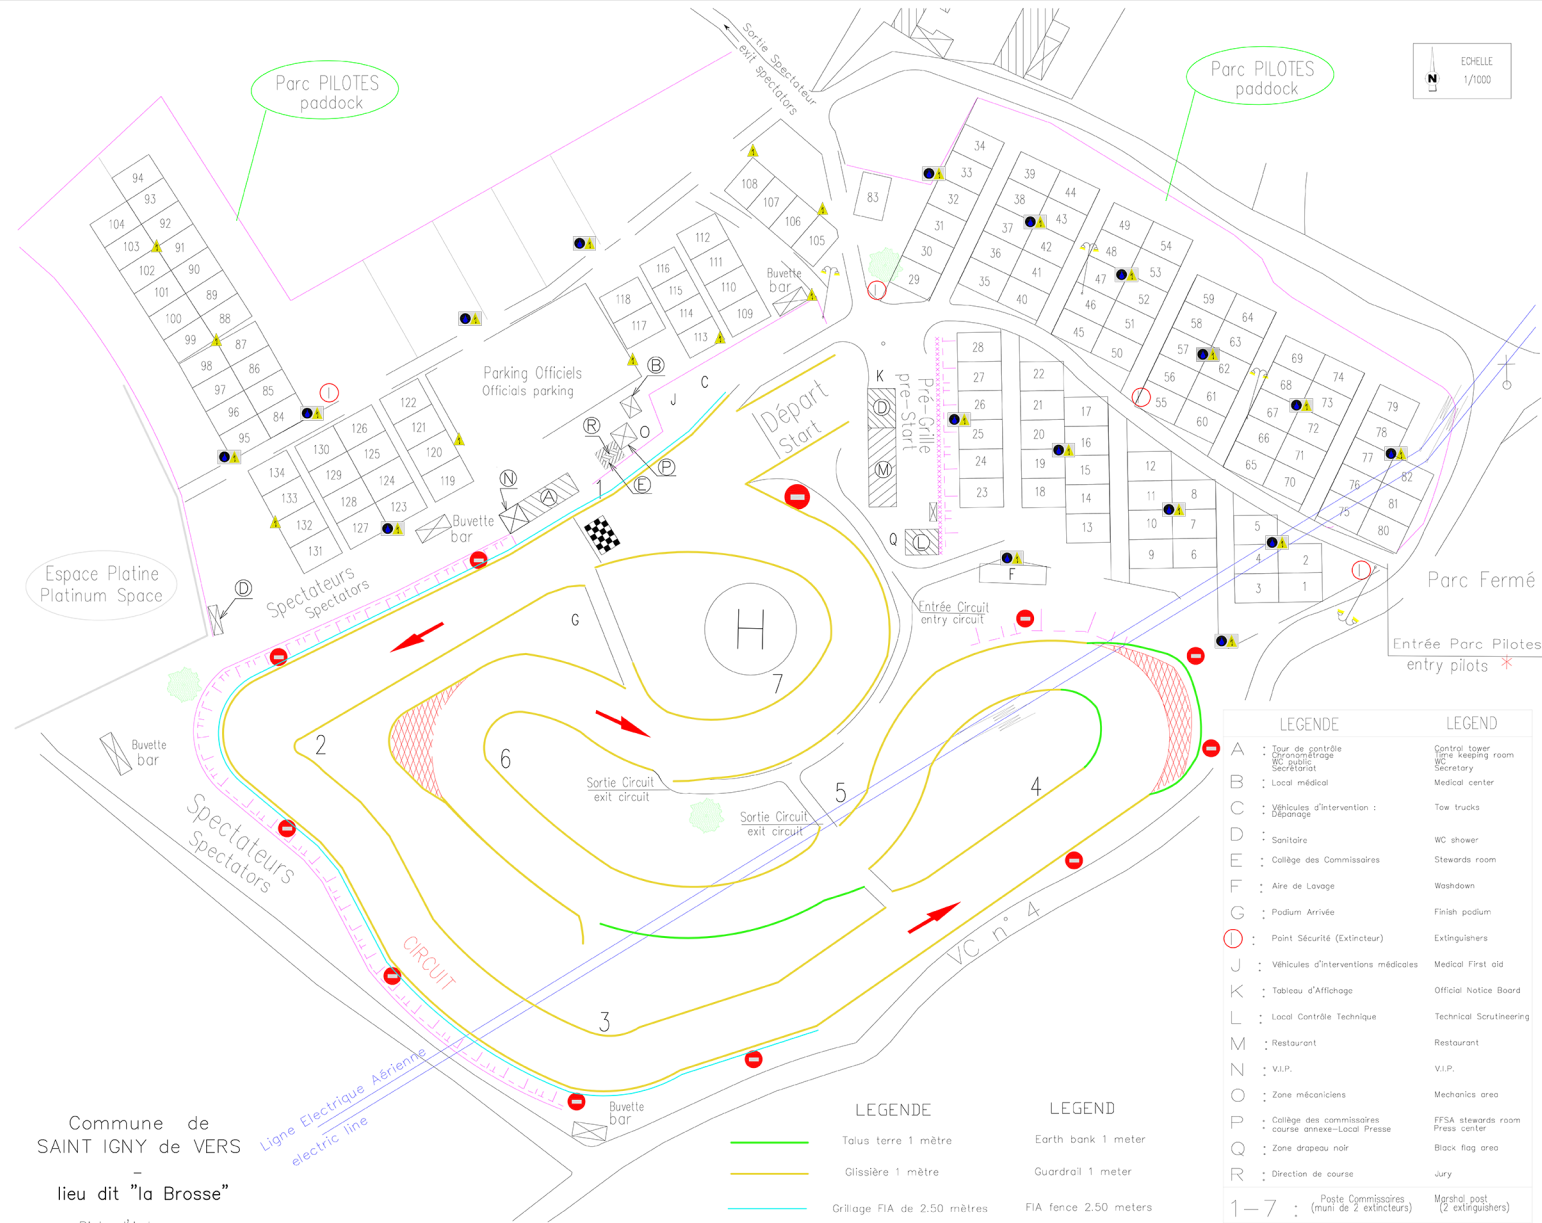 Sortie Spectateur
exit spectators
Parc PILOTES
paddock
Parc PILOTES
paddock
ECHELLE
1/1000
N
94
93
104
92
103
91
102
90
101
89
100
88
99
87
98
86
97
85
96
84
95
134
133
132
131
130
129
128
127
126
125
124
123
122
121
120
119
118
117
116
115
114
113
112
111
110
109
108
107
106
105
83
34
33
32
31
30
29
39
38
37
36
35
44
43
42
41
40
49
48
47
46
45
54
53
52
51
50
59
58
57
56
55
64
63
62
61
60
69
68
67
66
65
74
73
72
71
70
79
78
77
76
75
82
81
80
28
27
26
25
24
23
22
21
20
19
18
17
16
15
14
13
12
11
10
9
8
7
6
5
4
3
2
1
Buvette
bar
Parking Officiels
Officials parking
B
C
J
O
R
P
E
N
A
1
Départ
Start
K
D
M
Pré-Grille
pre-Start
Q
L
F
I
I
I
I
Buvette
bar
Espace Platine
Platinum Space
D
Spectateurs
Spectators
G
H
7
Entrée Circuit
entry circuit
Parc Fermé
Entrée Parc Pilotes
entry pilots *
2
6
5
4
3
Sortie Circuit
exit circuit
Sortie Circuit
exit circuit
Buvette
bar
Spectateurs
Spectators
CIRCUIT
VC n° 4
Ligne Electrique Aérienne
electric line
Buvette
bar
Commune de
SAINT IGNY de VERS
-
lieu dit "la Brosse"
LEGENDE LEGEND
Talus terre 1 mètre Earth bank 1 meter
Glissière 1 mètre Guardrail 1 meter
Grillage FIA de 2.50 mètres FIA fence 2.50 meters
LEGENDE LEGEND
A : Tour de contrôle Control tower
Chronométrage Time keeping room
WC public WC
Secrétariat Secretary
B : Local médical Medical center
C : Véhicules d'intervention : Tow trucks
Dépanage
D : Sanitaire WC shower
E : Collège des Commissaires Stewards room
F : Aire de Lavage Washdown
G : Podium Arrivée Finish podium
I : Point Sécurité (Extincteur) Extinguishers
J : Véhicules d'interventions médicales Medical First aid
K : Tableau d'Affichage Official Notice Board
L : Local Contrôle Technique Technical Scrutineering
M : Restaurant Restaurant
N : V.I.P. V.I.P.
O : Zone mécaniciens Mechanics area
P : Collège des commissaires FFSA stewards room
course annexe-Local Presse Press center
Q : Zone drapeau noir Black flag area
R : Direction de course Jury
1-7 : Poste Commissaires Marshal post
(muni de 2 extincteurs) (2 extinguishers)